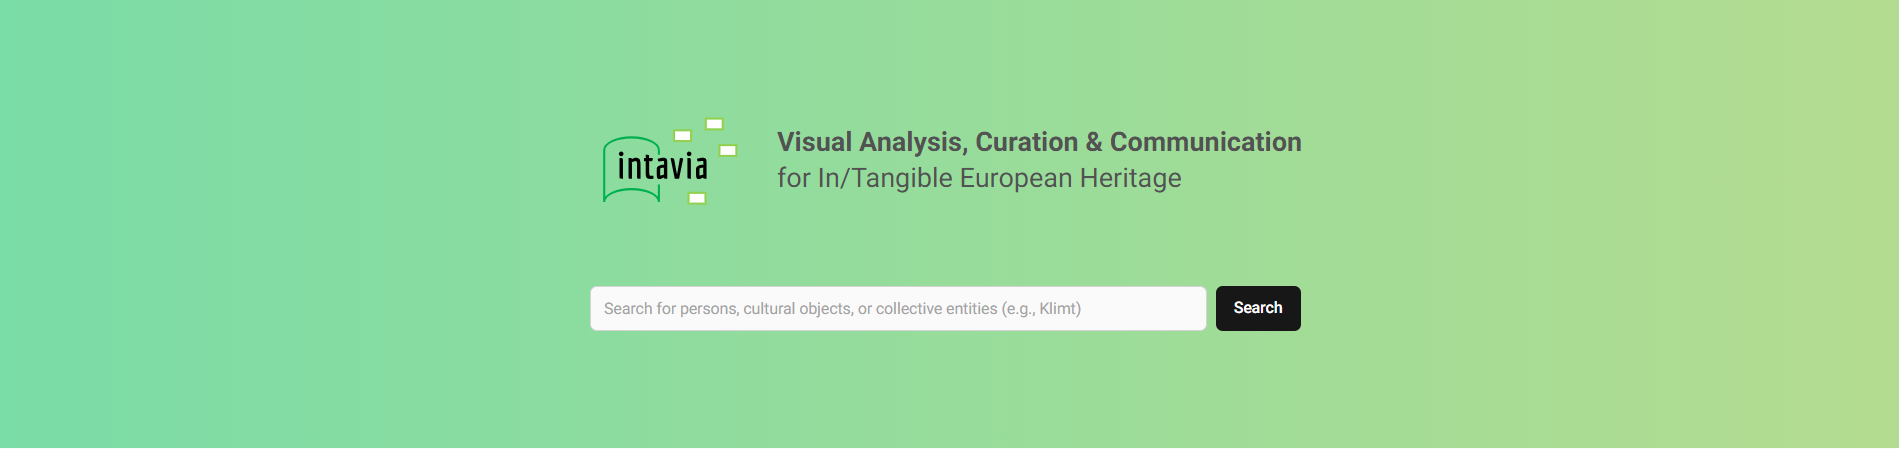 intavia
Visual Analysis, Curation & Communication
for In/Tangible European Heritage
Search for persons, cultural objects, or collective entities (e.g., Klimt)
Search